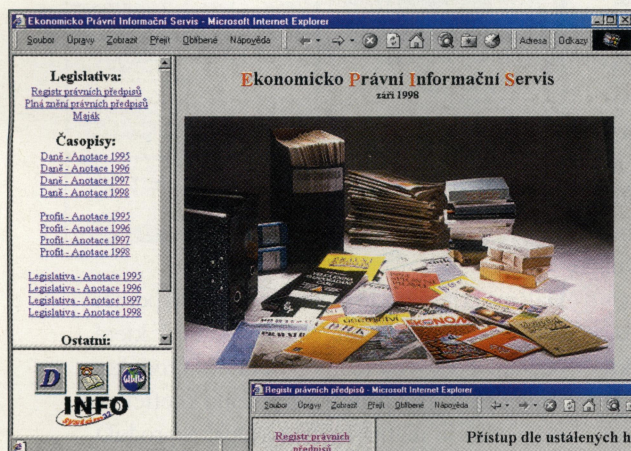 Ekonomicko Právní Informační Servis - Microsoft Internet Explorer
Soubor Úpravy Zobrazit Přejít Oblíbené Nápověda Adresa Odkazy
Legislativa:
Registr právních předpisů
Plná znění právních předpisů
Maják
Časopisy:
Daně - Anotace 1995
Daně - Anotace 1996
Daně - Anotace 1997
Daně - Anotace 1998
Profit - Anotace 1995
Profit - Anotace 1996
Profit - Anotace 1997
Profit - Anotace 1998
Legislativa - Anotace 1995
Legislativa - Anotace 1996
Legislativa - Anotace 1997
Legislativa - Anotace 1998
Ostatní:
D
WWW
INFO
Ekonomicko Právní Informační Servis
září 1998
Registr právních předpisů - Microsoft Internet Explorer
Soubor Úpravy Zobrazit Přejít Oblíbené Nápověda
Registr právních
předpisů
Přístup dle ustálených h